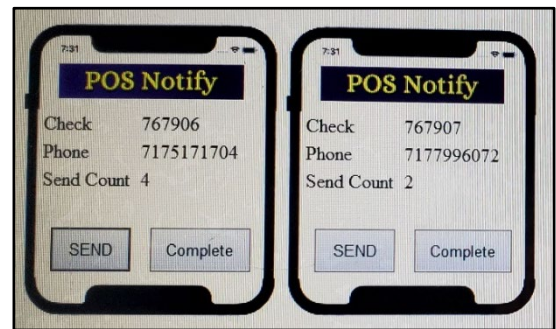 7:31
POS Notify
Check 767906
Phone 7175171704
Send Count 4
SEND Complete
7:31
POS Notify
Check 767907
Phone 7177996072
Send Count 2
SEND Complete